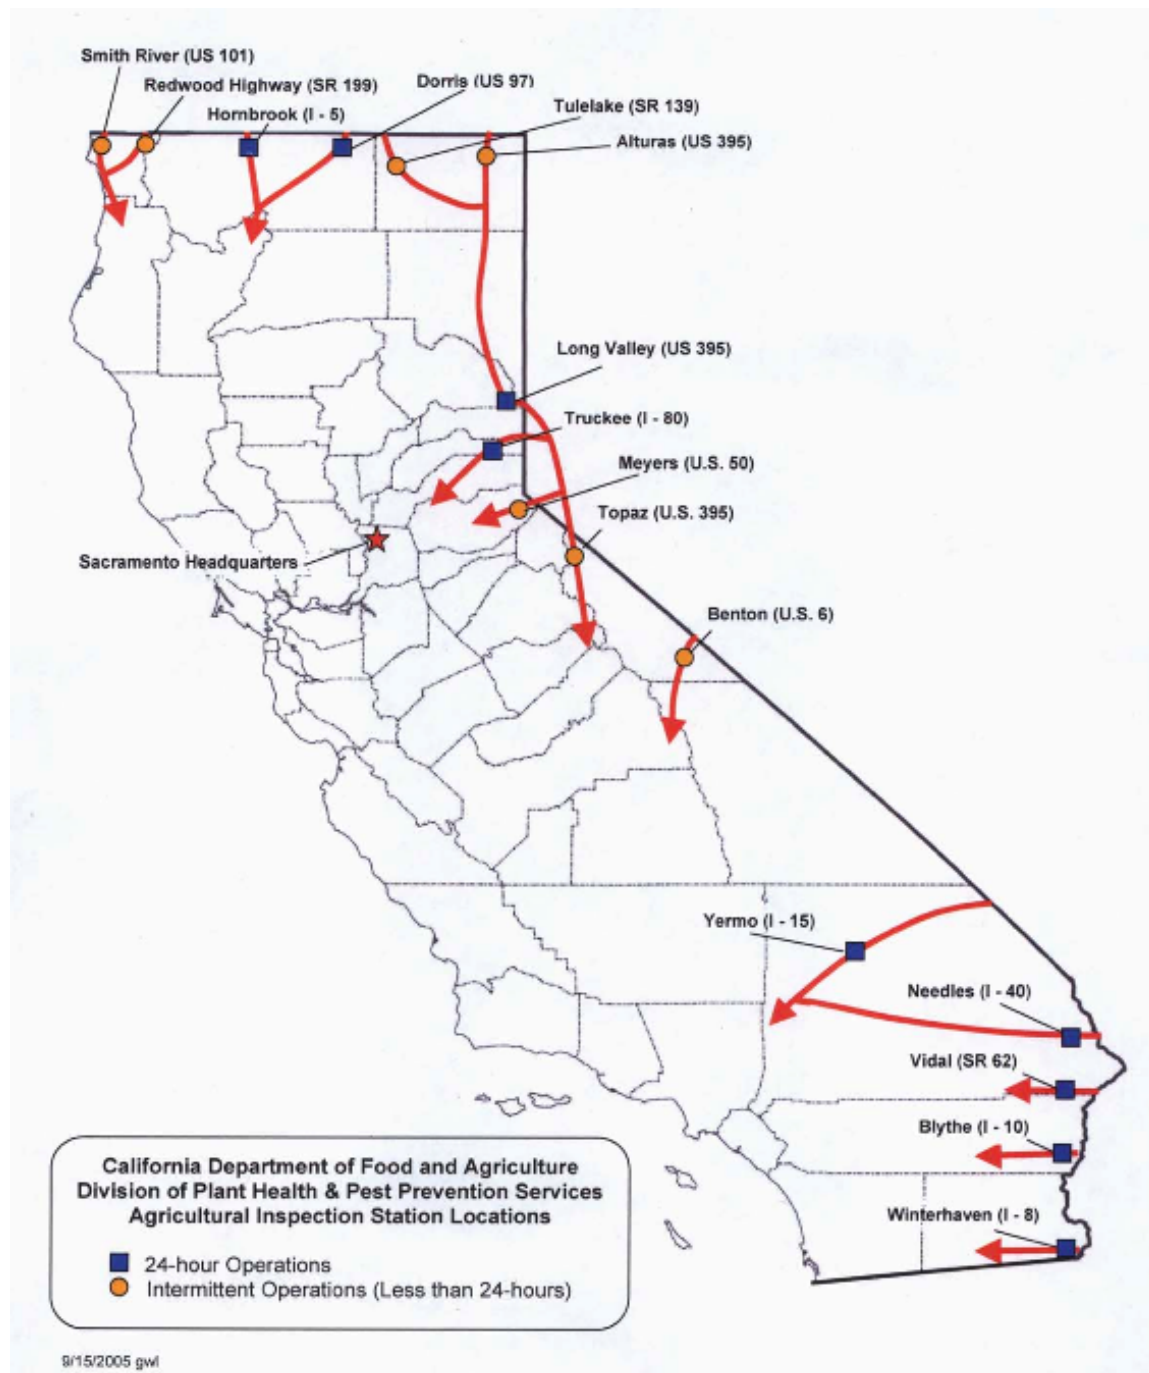 Smith River (US 101)
Redwood Highway (SR 199)
Hornbrook (I - 5)
Dorris (US 97)
Tulelake (SR 139)
Alturas (US 395)
Long Valley (US 395)
Truckee (I - 80)
Meyers (U.S. 50)
Topaz (U.S. 395)
Sacramento Headquarters
Benton (U.S. 6)
Yermo (I - 15)
Needles (I - 40)
Vidal (SR 62)
Blythe (I - 10)
Winterhaven (I - 8)
California Department of Food and Agriculture
Division of Plant Health & Pest Prevention Services
Agricultural Inspection Station Locations
24-hour Operations
Intermittent Operations (Less than 24-hours)
9/15/2005 gwl